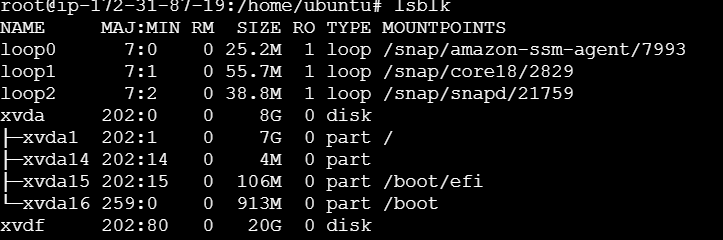 root@ip-172-31-87-19:/home/ubuntu# lsblk
NAME     MAJ:MIN RM   SIZE RO TYPE MOUNTPOINTS
loop0      7:0    0  25.2M  1 loop /snap/amazon-ssm-agent/7993
loop1      7:1    0  55.7M  1 loop /snap/core18/2829
loop2      7:2    0  38.8M  1 loop /snap/snapd/21759
xvda     202:0    0     8G  0 disk
├─xvda1  202:1    0     7G  0 part /
├─xvda14 202:14   0     4M  0 part
├─xvda15 202:15   0   106M  0 part /boot/efi
└─xvda16 259:0    0   913M  0 part /boot
xvdf     202:80   0    20G  0 disk